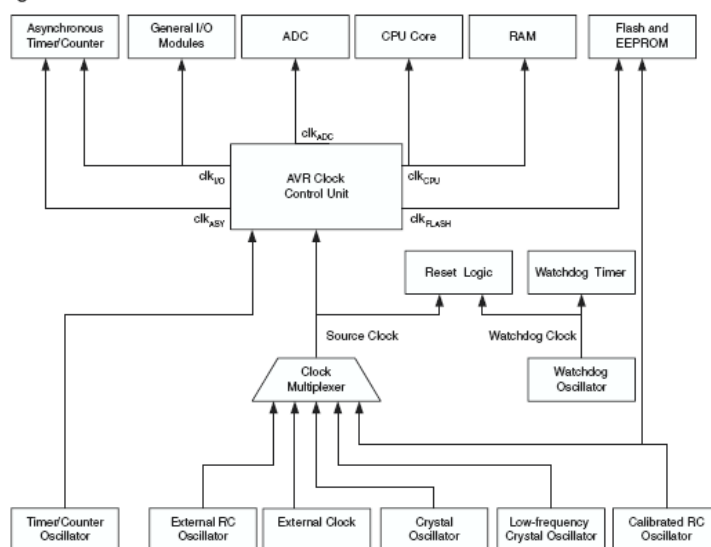 Asynchronous
Timer/Counter
General I/O
Modules
ADC
CPU Core
RAM
Flash and
EEPROM
clkADC
clkI/O
AVR Clock
Control Unit
clkCPU
clkASY
clkFLASH
Reset Logic
Watchdog Timer
Source Clock
Watchdog Clock
Clock
Multiplexer
Watchdog
Oscillator
Timer/Counter
Oscillator
External RC
Oscillator
External Clock
Crystal
Oscillator
Low-frequency
Crystal Oscillator
Calibrated RC
Oscillator